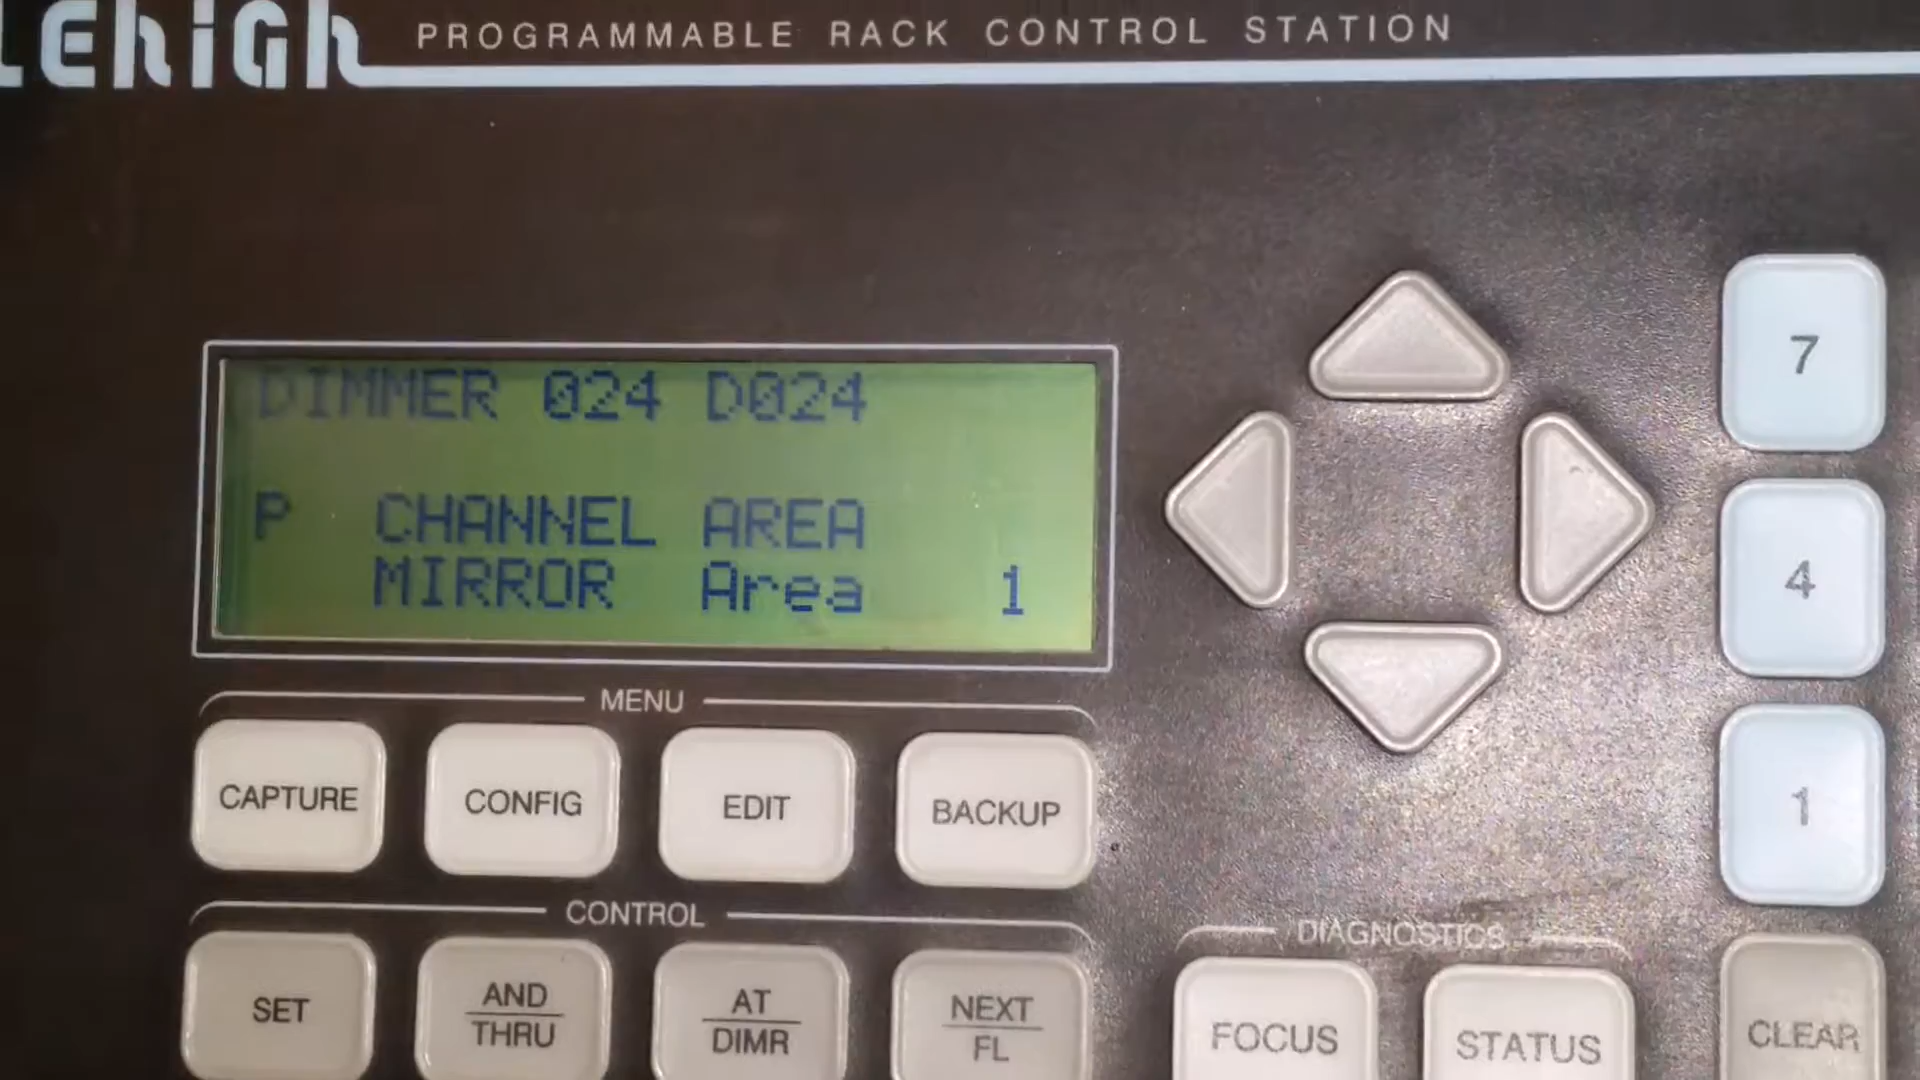 LEhiGh PROGRAMMABLE RACK CONTROL STATION
DIMMER 024 D024
P CHANNEL AREA
MIRROR Area 1
MENU
CAPTURE CONFIG EDIT BACKUP
CONTROL
SET AND THRU AT DIMR NEXT FL
DIAGNOSTICS
FOCUS STATUS
7
4
1
CLEAR